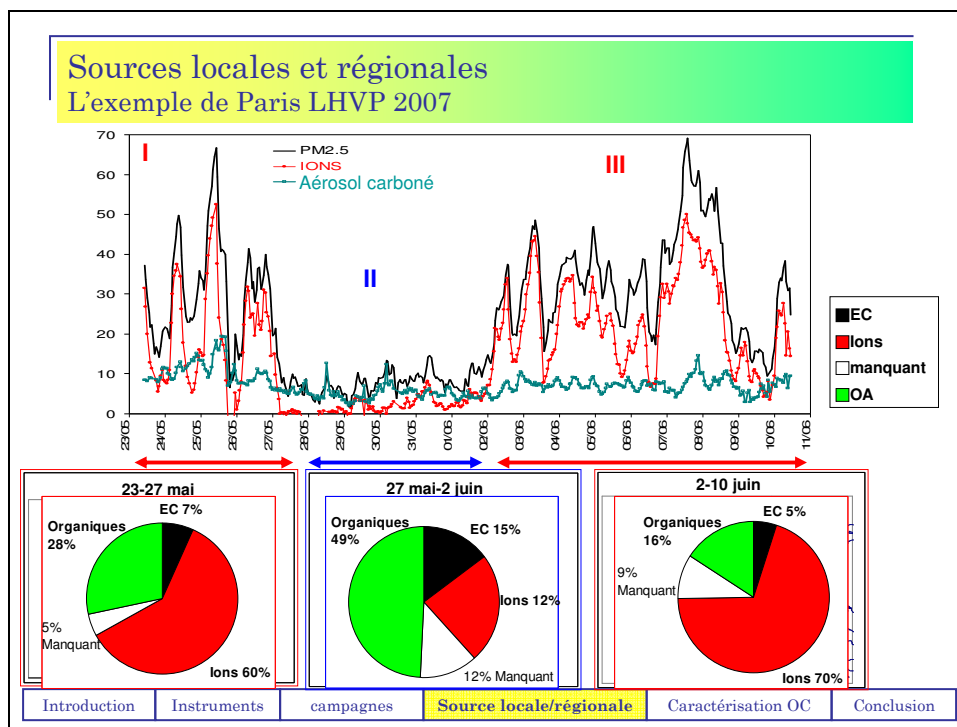 Sources locales et régionales
L'exemple de Paris LHVP 2007
70
60
50
40
30
20
10
0
I
II
III
PM2.5
IONS
Aérosol carboné
23/05
24/05
25/05
26/05
27/05
28/05
29/05
30/05
31/05
01/06
02/06
03/06
04/06
05/06
06/06
07/06
08/06
09/06
10/06
11/06
EC
Ions
manquant
OA
23-27 mai
EC 7%
Organiques
28%
5%
Manquant
Ions 60%
27 mai-2 juin
Organiques
49%
EC 15%
Ions 12%
12% Manquant
2-10 juin
EC 5%
Organiques
16%
9%
Manquant
Ions 70%
Introduction
Instruments
campagnes
Source locale/régionale
Caractérisation OC
Conclusion